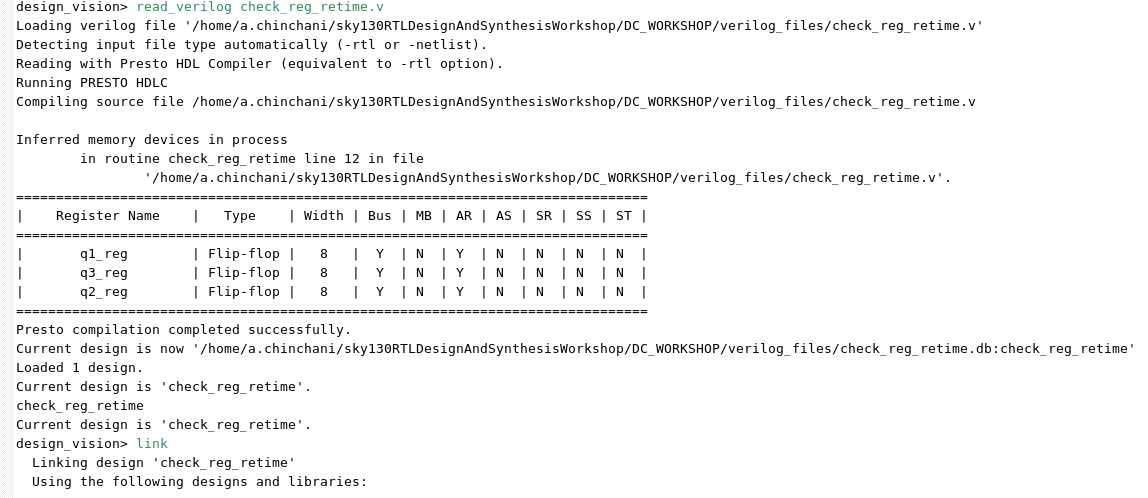 design_vision> read_verilog check_reg_retime.v
Loading verilog file '/home/a.chinchani/sky130RTLDesignAndSynthesisWorkshop/DC_WORKSHOP/verilog_files/check_reg_retime.v'
Detecting input file type automatically (-rtl or -netlist).
Reading with Presto HDL Compiler (equivalent to -rtl option).
Running PRESTO HDLC
Compiling source file /home/a.chinchani/sky130RTLDesignAndSynthesisWorkshop/DC_WORKSHOP/verilog_files/check_reg_retime.v

Inferred memory devices in process
        in routine check_reg_retime line 12 in file
                '/home/a.chinchani/sky130RTLDesignAndSynthesisWorkshop/DC_WORKSHOP/verilog_files/check_reg_retime.v'.
===============================================================================
|    Register Name    |   Type    | Width | Bus | MB | AR | AS | SR | SS | ST |
===============================================================================
|       q1_reg        | Flip-flop |   8   |  Y  | N  | Y  | N  | N  | N  | N  |
|       q3_reg        | Flip-flop |   8   |  Y  | N  | Y  | N  | N  | N  | N  |
|       q2_reg        | Flip-flop |   8   |  Y  | N  | Y  | N  | N  | N  | N  |
===============================================================================
Presto compilation completed successfully.
Current design is now '/home/a.chinchani/sky130RTLDesignAndSynthesisWorkshop/DC_WORKSHOP/verilog_files/check_reg_retime.db:check_reg_retime'
Loaded 1 design.
Current design is 'check_reg_retime'.
check_reg_retime
Current design is 'check_reg_retime'.
design_vision> link
  Linking design 'check_reg_retime'
  Using the following designs and libraries: